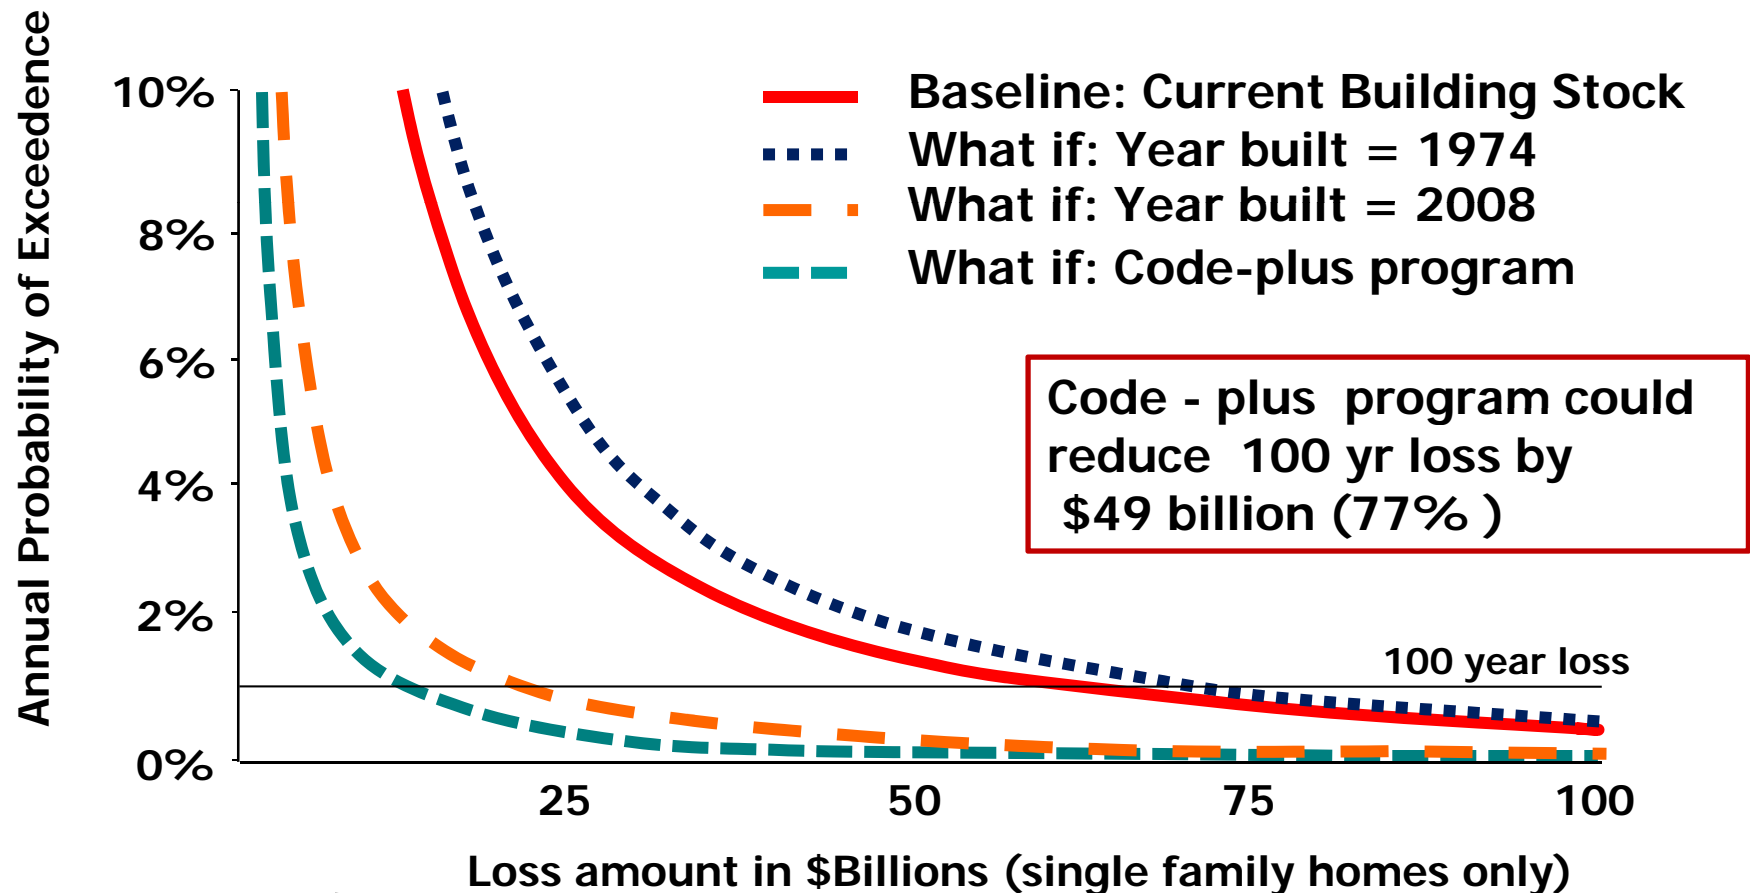 Annual Probability of Exceedence
10%
8%
6%
4%
2%
0%
Baseline: Current Building Stock
What if: Year built = 1974
What if: Year built = 2008
What if: Code-plus program
Code - plus program could
reduce 100 yr loss by
$49 billion (77% )
100 year loss
25 50 75 100
Loss amount in $Billions (single family homes only)